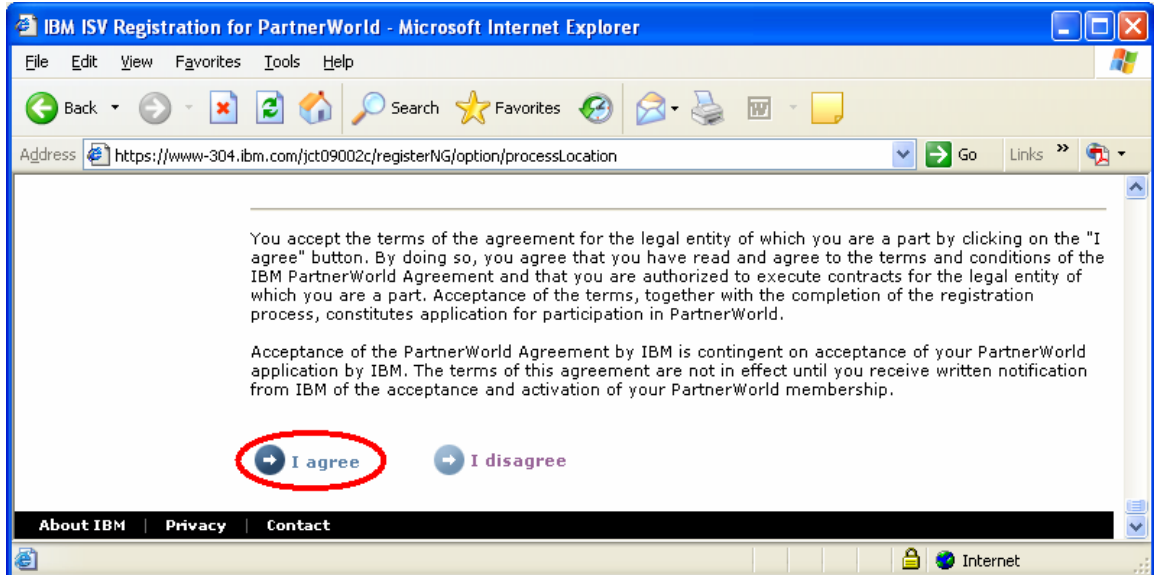 IBM ISV Registration for PartnerWorld - Microsoft Internet Explorer
File Edit View Favorites Tools Help
Back Search Favorites
Address https://www-304.ibm.com/jct09002c/registerNG/option/processLocation Go Links »
You accept the terms of the agreement for the legal entity of which you are a part by clicking on the "I
agree" button. By doing so, you agree that you have read and agree to the terms and conditions of the
IBM PartnerWorld Agreement and that you are authorized to execute contracts for the legal entity of
which you are a part. Acceptance of the terms, together with the completion of the registration
process, constitutes application for participation in PartnerWorld.
Acceptance of the PartnerWorld Agreement by IBM is contingent on acceptance of your PartnerWorld
application by IBM. The terms of this agreement are not in effect until you receive written notification
from IBM of the acceptance and activation of your PartnerWorld membership.
I agree I disagree
About IBM | Privacy | Contact
Internet